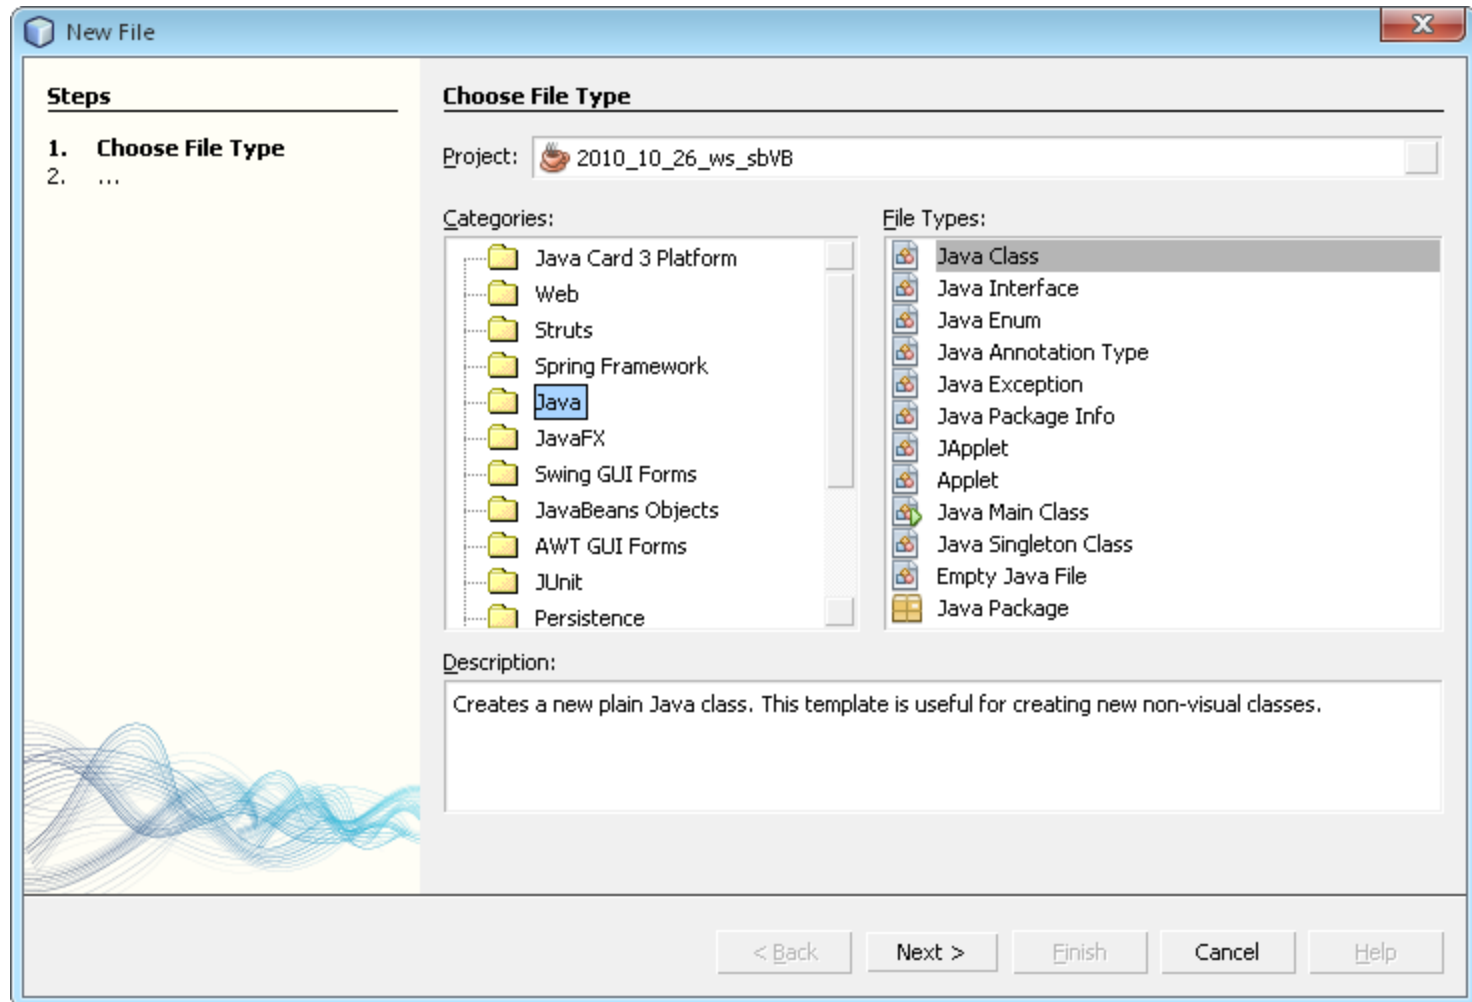 New File
Steps
1. Choose File Type
2. ...
Choose File Type
Project: 2010_10_26_ws_sbVB
Categories:
Java Card 3 Platform
Web
Struts
Spring Framework
Java
JavaFX
Swing GUI Forms
JavaBeans Objects
AWT GUI Forms
JUnit
Persistence
File Types:
Java Class
Java Interface
Java Enum
Java Annotation Type
Java Exception
Java Package Info
JApplet
Applet
Java Main Class
Java Singleton Class
Empty Java File
Java Package
Description:
Creates a new plain Java class. This template is useful for creating new non-visual classes.
< Back Next > Finish Cancel Help